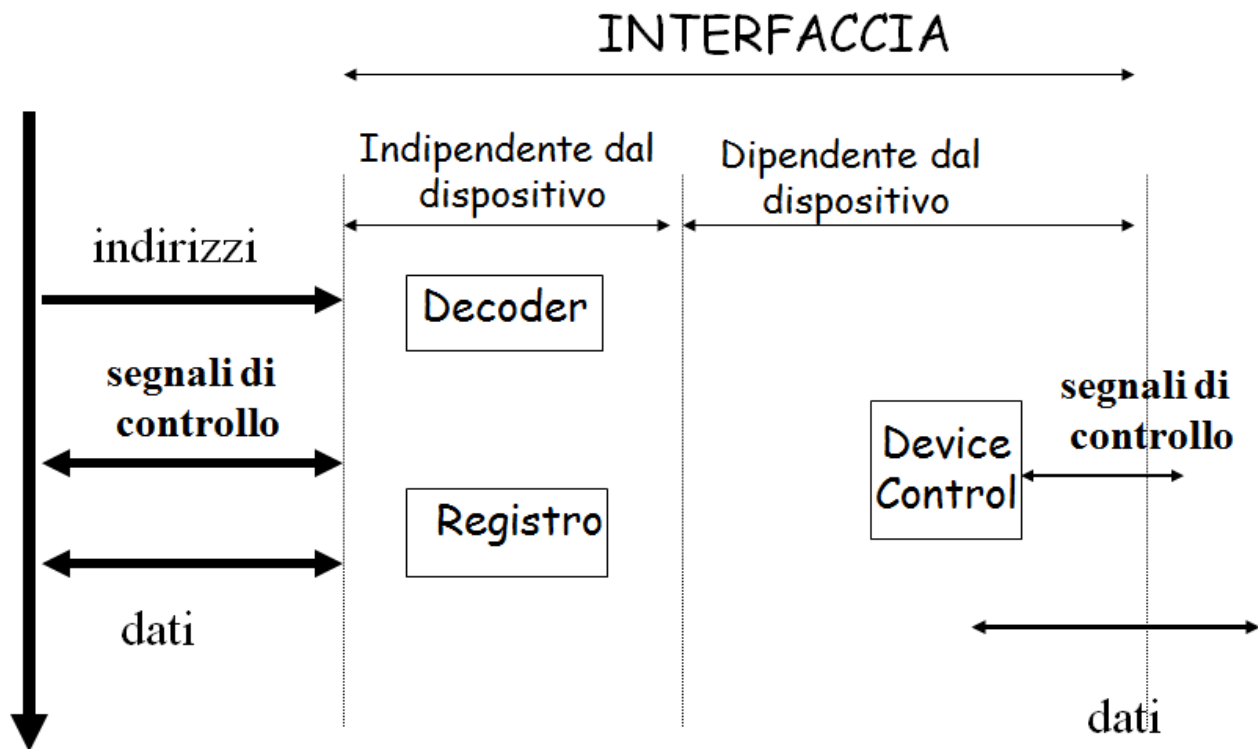 INTERFACCIA
Indipendente dal
dispositivo
Dipendente dal
dispositivo
indirizzi
Decoder
segnali di
controllo
segnali di
controllo
Device
Control
Registro
dati
dati